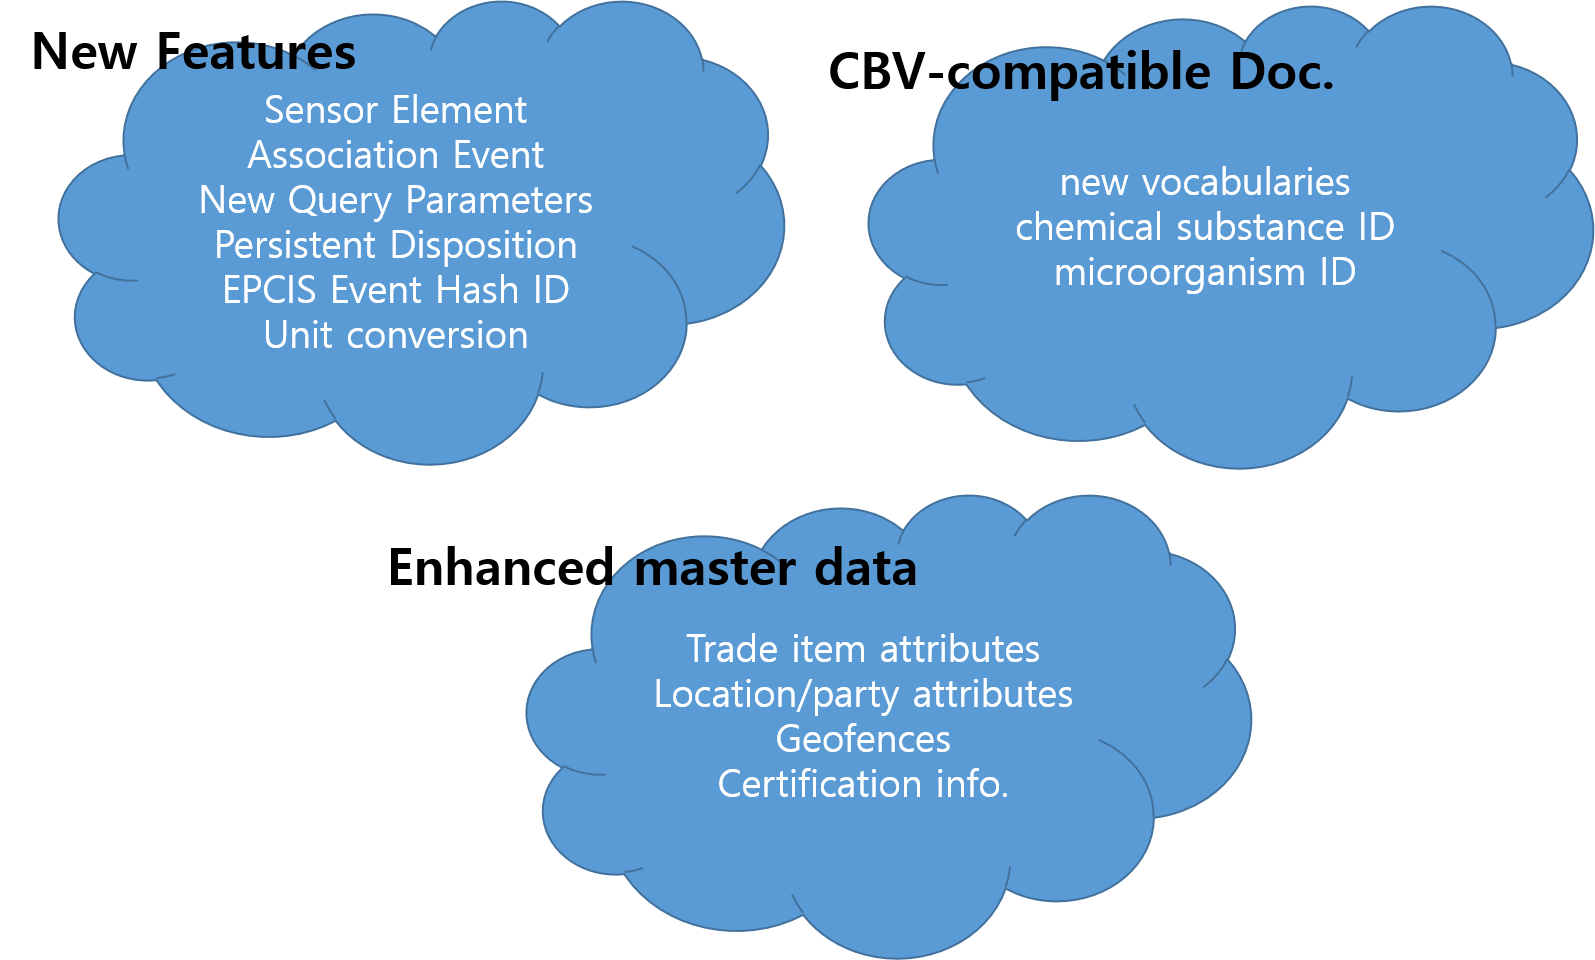 New Features
Sensor Element
Association Event
New Query Parameters
Persistent Disposition
EPCIS Event Hash ID
Unit conversion
CBV-compatible Doc.
new vocabularies
chemical substance ID
microorganism ID
Enhanced master data
Trade item attributes
Location/party attributes
Geofences
Certification info.